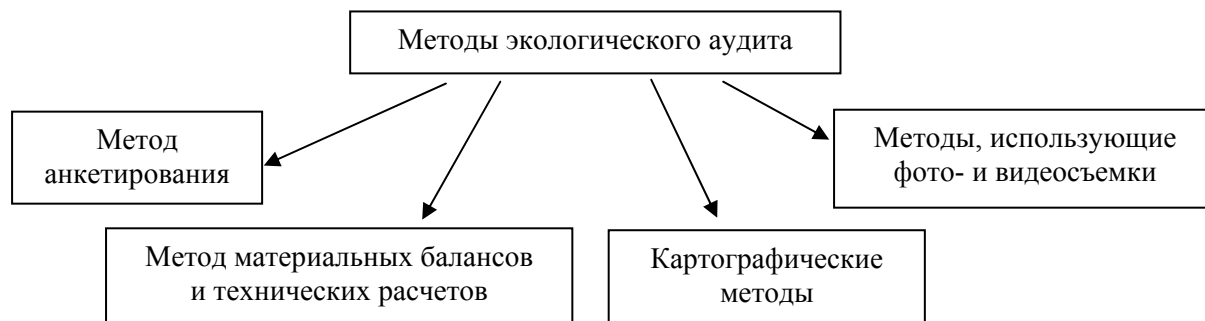 Методы экологического аудита
Метод
анкетирования
Методы, использующие
фото- и видеосъемки
Метод материальных балансов
и технических расчетов
Картографические
методы